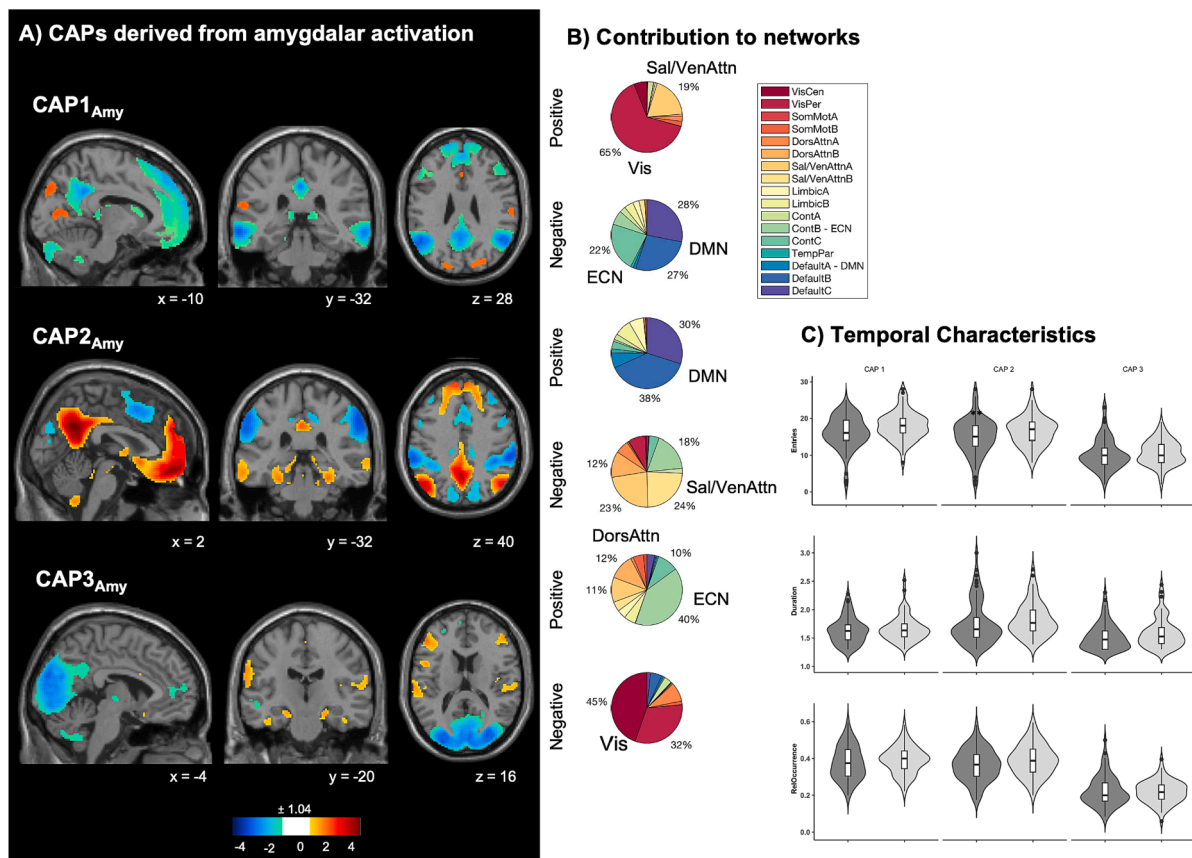 A) CAPs derived from amygdalar activation
CAP1Amy
x = -10
y = -32
z = 28
CAP2Amy
x = 2
y = -32
z = 40
CAP3Amy
x = -4
y = -20
z = 16
± 1.04
-4 -2 0 2 4
B) Contribution to networks
Positive
Sal/VenAttn
19%
65%
Vis
Negative
28%
22%
DMN
ECN
27%
Positive
30%
DMN
38%
Negative
18%
12%
Sal/VenAttn
23%
24%
Positive
DorsAttn
12%
10%
11%
ECN
40%
Negative
45%
Vis
32%
VisCen
VisPer
SomMotA
SomMotB
DorsAttnA
DorsAttnB
Sal/VenAttnA
Sal/VenAttnB
LimbicA
LimbicB
ContA
ContB - ECN
ContC
TempPar
DefaultA - DMN
DefaultB
DefaultC
C) Temporal Characteristics
CAP 1
CAP 2
CAP 3
Entries
30
20
10
0
Duration
3.0
2.5
2.0
1.5
1.0
RelOccurrence
0.6
0.4
0.2
0.0